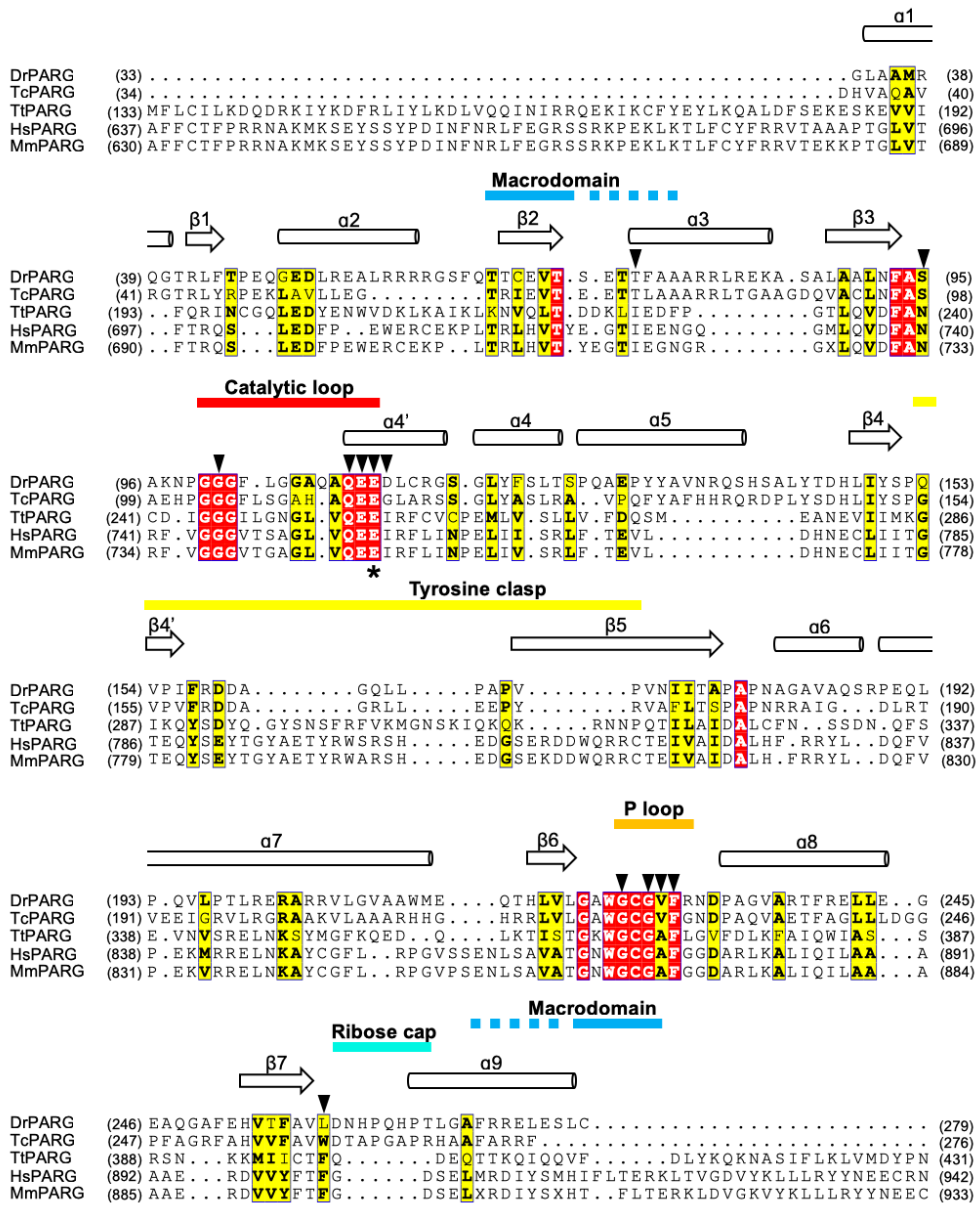 α1
DrPARG (33) ......................................................GLAAMR (38)
TcPARG (34) .....................................................DHVAQAV (40)
TtPARG (133) MFLCILKDQDRKIYKDFRLIYLKDLVQQINIRRQEKIKCFYEYLKQALDFSEKESKEVVI (192)
HsPARG (637) AFFCTFPRRNAKMKSEYSSYPDINFNRLFEGRSSRKPEKLKTLFCYFRRVTAAAPTGLVT (696)
MmPARG (630) AFFCTFPRRNAKMKSEYSSYPDINFNRLFEGRSSRKPEKLKTLFCYFRRVTEKKPTGLVT (689)
Macrodomain
β1 α2 β2 α3 β3
DrPARG (39) QGTRLFTPEQGEDLREALRRRRGSFQTTCEVT.S.ETTFAAARRLREKA.SALAALNFAS (95)
TcPARG (41) RGTRLYRPEKLAVLLEG.........TRIEVT.E.ETTLAAARRLTGAAGDQVACLNFAS (98)
TtPARG (193) ..FQRINCGQLEDYENWVDKLKAIKLKNVQLT.DDKLIEDFP.....GTLQVDFAN (240)
HsPARG (697) ..FTRQS...LEDFP..EWERCEKPLTRLHVTYEGTIEENGQ......GMLQVDFAN (740)
MmPARG (690) ..FTRQS...LEDFPEWERCEKP..LTRLHVT.YEGTIEGNGR.....GXLQVDFAN (733)
Catalytic loop
α4' α4 α5 β4
DrPARG (96) AKNPGGGF.LGGAQAQEEDLCRGS.GLYFSLTSPQAEPYYAVNRQSHSALYTDHLIYSPQ (153)
TcPARG (99) AEHPGGGFLSGAH.AQEESLCRSS.GLYASLRA..VPQFYAFHHRQRDPLYSDHLIYSPG (154)
TtPARG (241) CD.IGGGILGNGL.VQEEIRFCVCPEMLV.SLLV.FDQSM.......EANEVIIMKG (286)
HsPARG (741) RF.VGGGVTSAGL.VQEEIRFLINPELII.SRLF.TEVL........DHNECLIITG (785)
MmPARG (734) RF.VGGGVTGAGL.VQEEIRFLINPELIV.SRLF.TEVL........DHNECLIITG (778)
*
Tyrosine clasp
β4' β5 α6
DrPARG (154) VPIFRDDA........GQLL......PAPV........PVNIITAPAPNAGAVAQSRPEQL (192)
TcPARG (155) VPVFRDDA........GRLL......EEPY........RVAFLTSPAPNRRAIG..DLRT (190)
TtPARG (287) IKQYSDYQ.GYSNSFRFVKMGNSKIQKQK....RNNPQTILAIDALCFN..SSDN.QFS (337)
HsPARG (786) TEQYSEYTGYAETYRWSRSH....EDGSERDDWQRRCTEIVAIDALHF.RRYL..DQFV (837)
MmPARG (779) TEQYSEYTGYAETYRWARSH....EDGSEKDDWQRRCTEIVAIDALH.FRRYL..DQFV (830)
P loop
α7 β6 α8
DrPARG (193) P.QVLPTLRERARRVLGVAAWME....QTHLVLGAWGCGVFRNDPAGVARTFRELLE..G (245)
TcPARG (191) VEEIGRVLRGRAAKVLAAARHHG....HRRLVLGAWGCGVFRNDPAQVAETFAGLLLDGG (246)
TtPARG (338) E.VNVSRELNKSYMGFKQED..Q....LKTISTGKWGCGAFLGVFDLKFAIQWIAS...S (387)
HsPARG (838) P.EKMRRELNKAYCGFL..RPGVSSENLSAVATGNWGCGAFGGDARLKALIQILAA...A (891)
MmPARG (831) P.EKVRRELNKAYCGFL..RPGVPSENLSAVATGNWGCGAFGGDARLKALIQILAA...A (884)
Macrodomain
Ribose cap
β7 α9
DrPARG (246) EAQGAFEHVTFAVLDNHPQHPTLGAFRRELESLC.......................... (279)
TcPARG (247) PFAGRFAHVVFAVWDTAPGAPRHAAFARRF.............................. (276)
TtPARG (388) RSN...KKMIICTFQ......DEQTTKQIQQVF......DLYKQKNASIFLKLVMDEYPN (431)
HsPARG (892) AAE...RDVVYFTFG......DSELMRDIYSMHIFLTERKLTVGDVYKLLLRYYNEECRN (942)
MmPARG (885) AAE...RDVVYFTFG......DSELXRDIYSXHT..FLTERKLDVGKVYKLLLRYYNEEC (933)